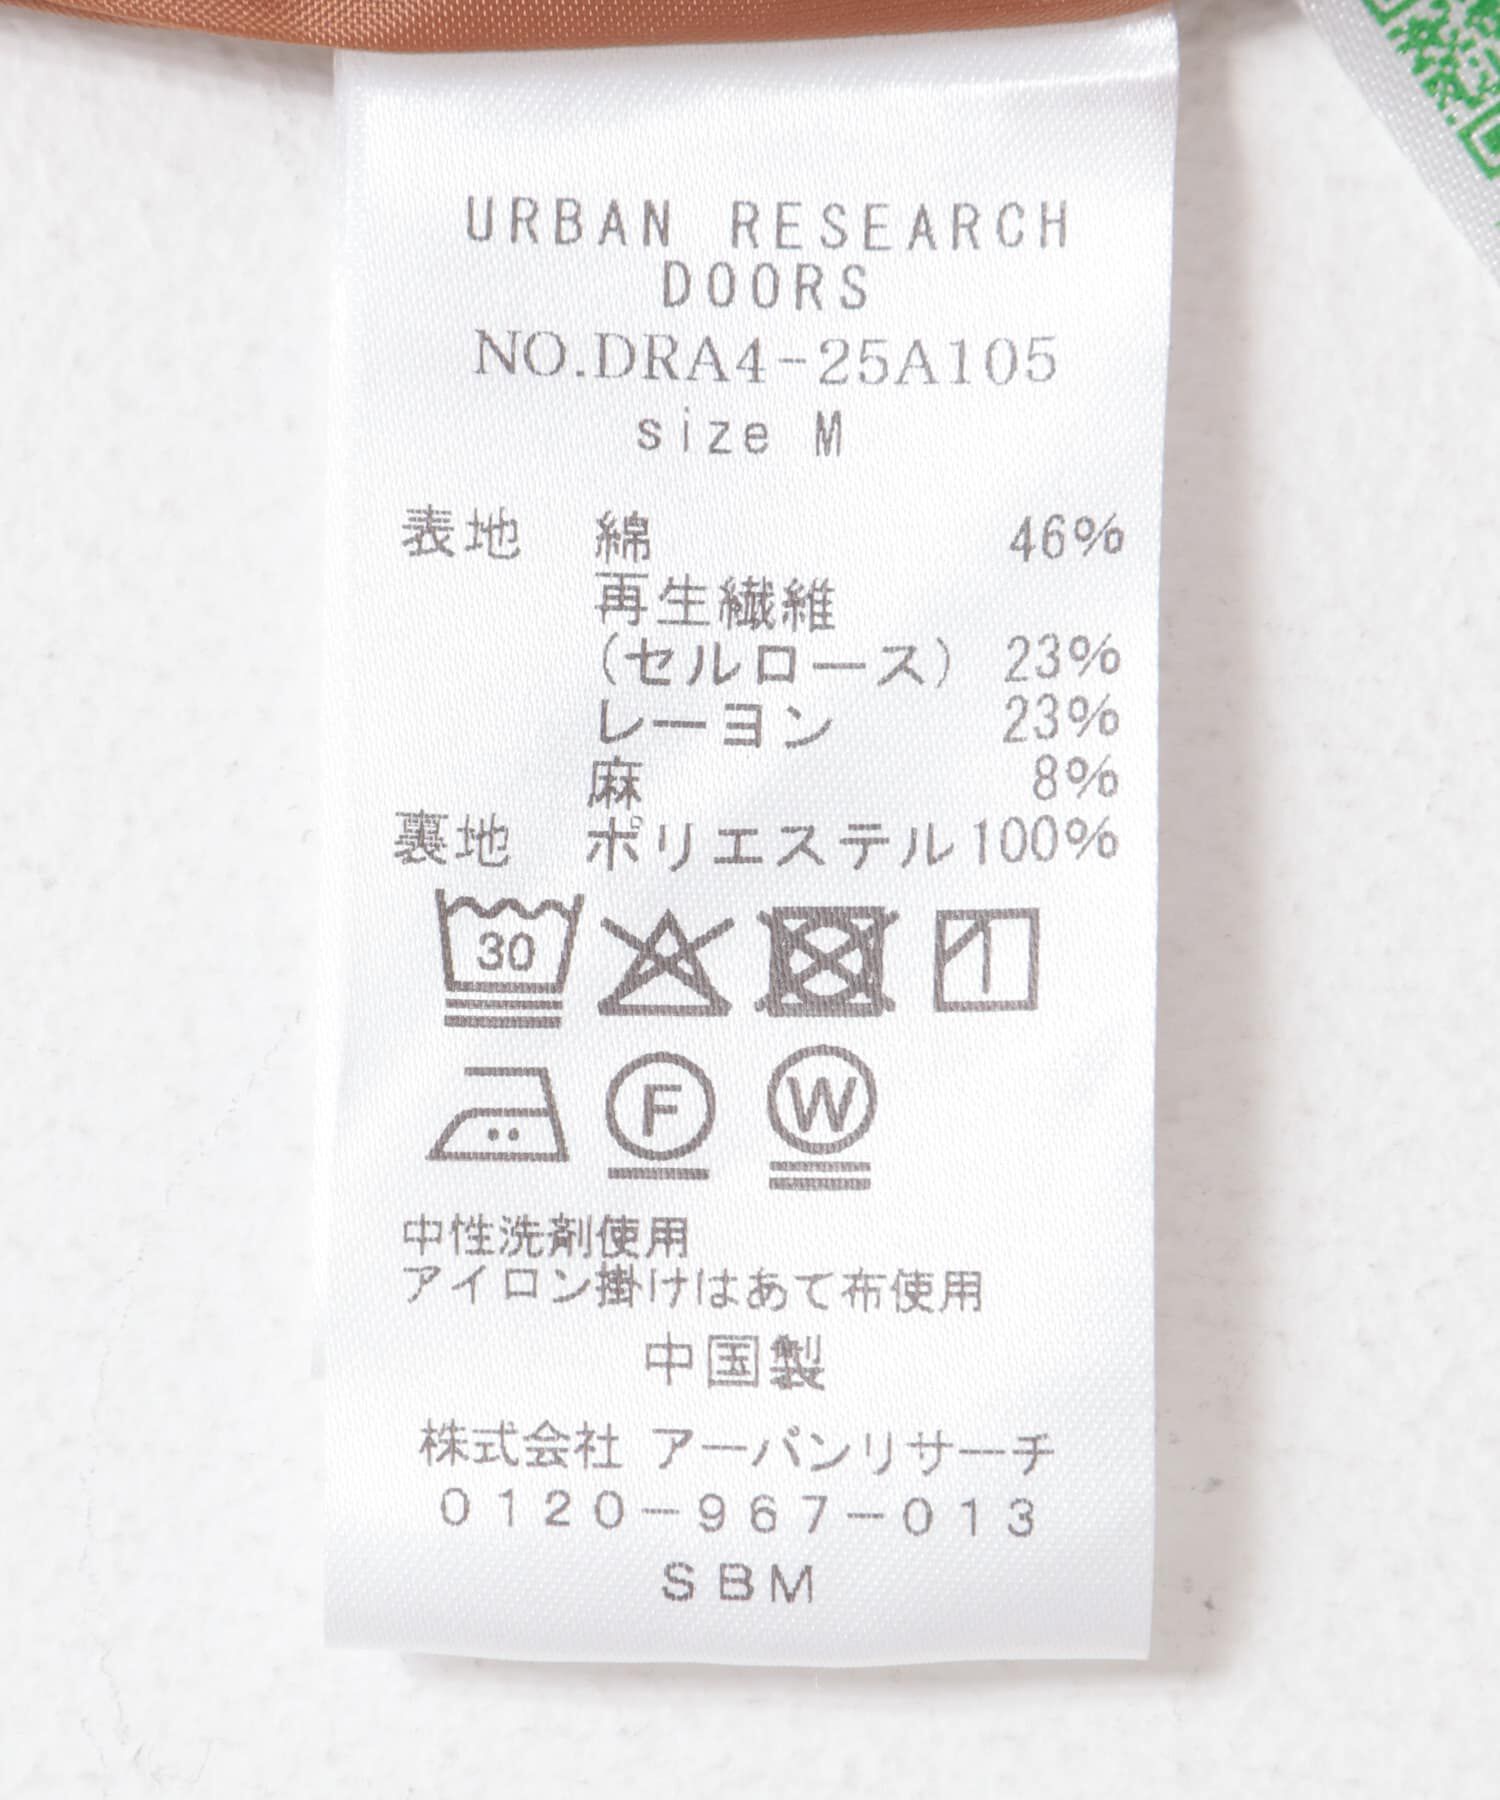 URBAN RESEARCH
DOORS
NO.DRA4-25A105
size M
表地 綿 46%
再生繊維
(セルロース) 23%
レーヨン 23%
麻 8%
裏地 ポリエステル100%
30
F
W
中性洗剤使用
アイロン掛けはあて布使用
中国製
株式会社 アーバンリサーチ
0120-967-013
SBM